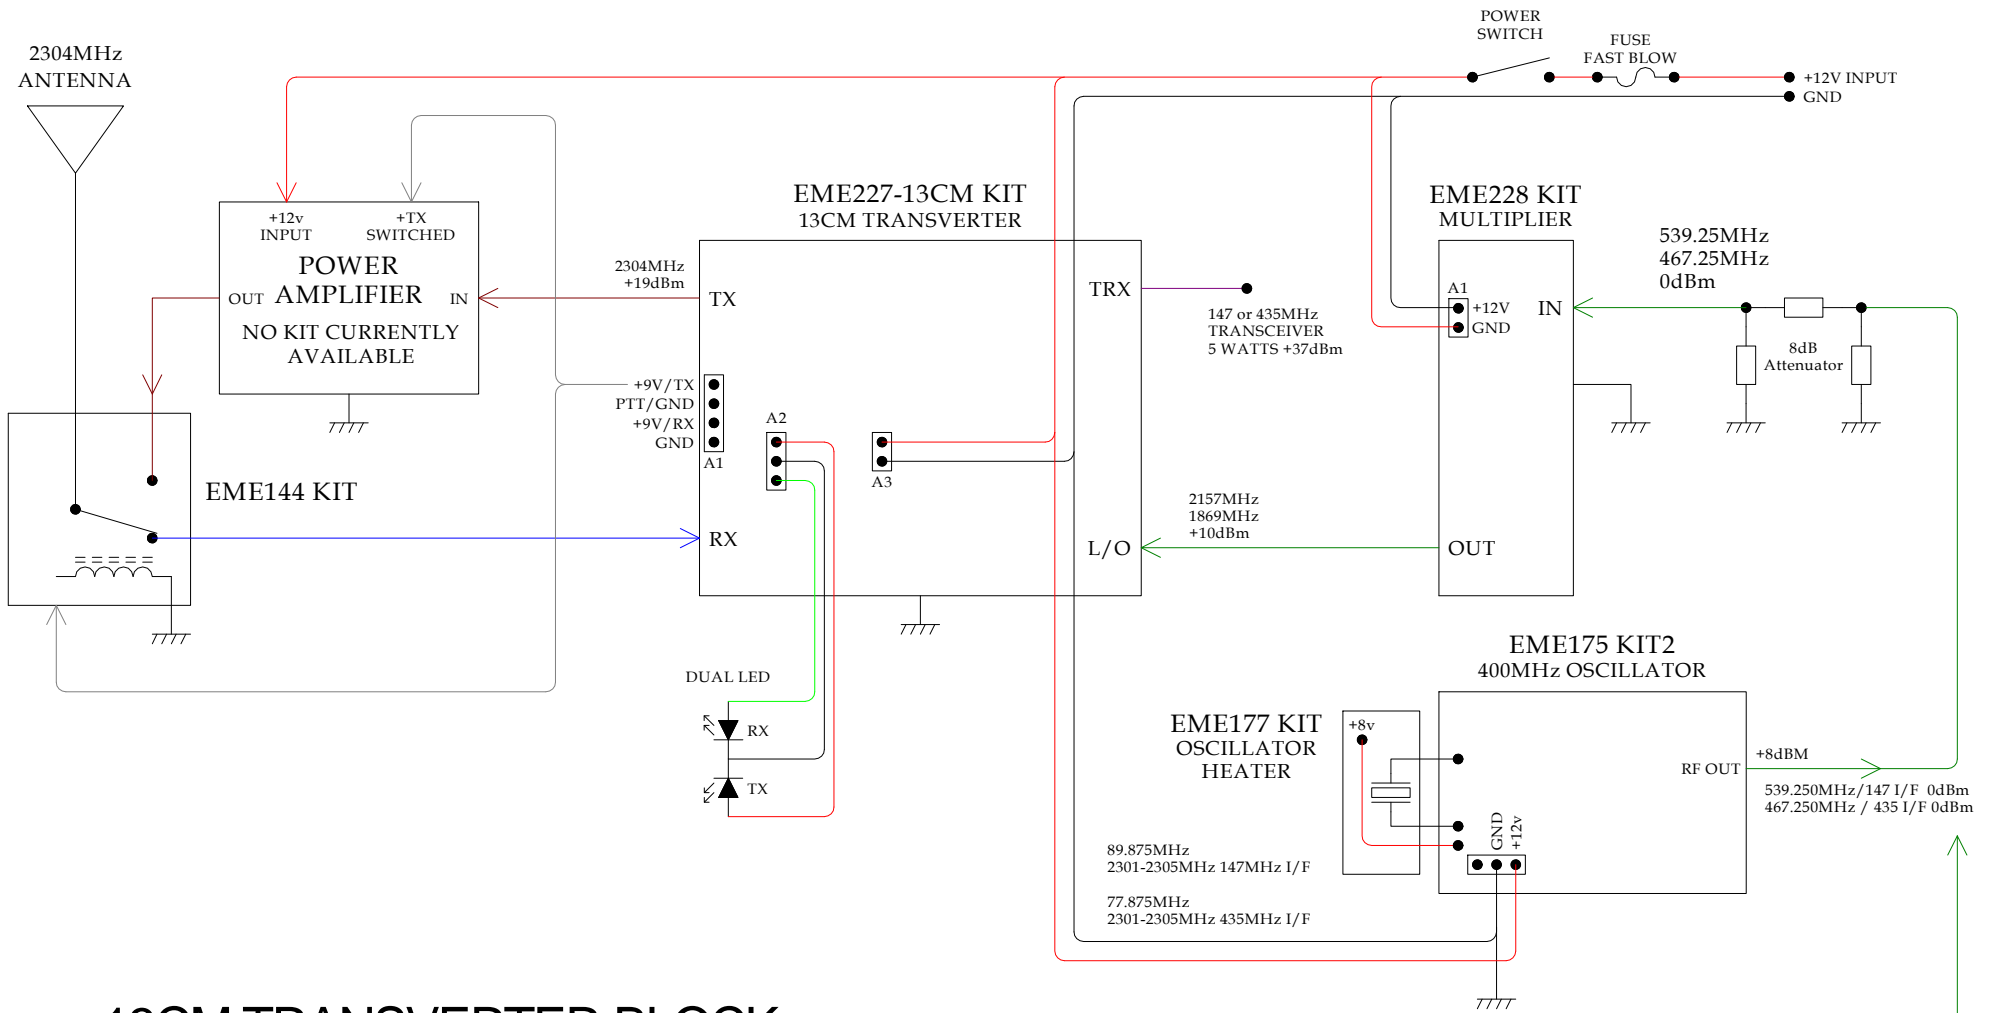 POWER
SWITCH
FUSE
FAST BLOW
+12V INPUT
GND
2304MHz
ANTENNA
+12v
INPUT
+TX
SWITCHED
POWER
AMPLIFIER
OUT
IN
NO KIT CURRENTLY
AVAILABLE
2304MHz
+19dBm
EME227-13CM KIT
13CM TRANSVERTER
TX
TRX
+9V/TX
PTT/GND
+9V/RX
GND
A1
A2
A3
RX
L/O
147 or 435MHz
TRANSCEIVER
5 WATTS +37dBm
EME228 KIT
MULTIPLIER
A1
+12V
GND
IN
OUT
539.25MHz
467.25MHz
0dBm
8dB
Attenuator
EME144 KIT
2157MHz
1869MHz
+10dBm
DUAL LED
RX
TX
EME175 KIT2
400MHz OSCILLATOR
EME177 KIT
OSCILLATOR
HEATER
+8v
GND
+12v
RF OUT
+8dBM
539.250MHz/147 I/F 0dBm
467.250MHz / 435 I/F 0dBm
89.875MHz
2301-2305MHz 147MHz I/F
77.875MHz
2301-2305MHz 435MHz I/F
13CM TRANSVERTER BLOCK